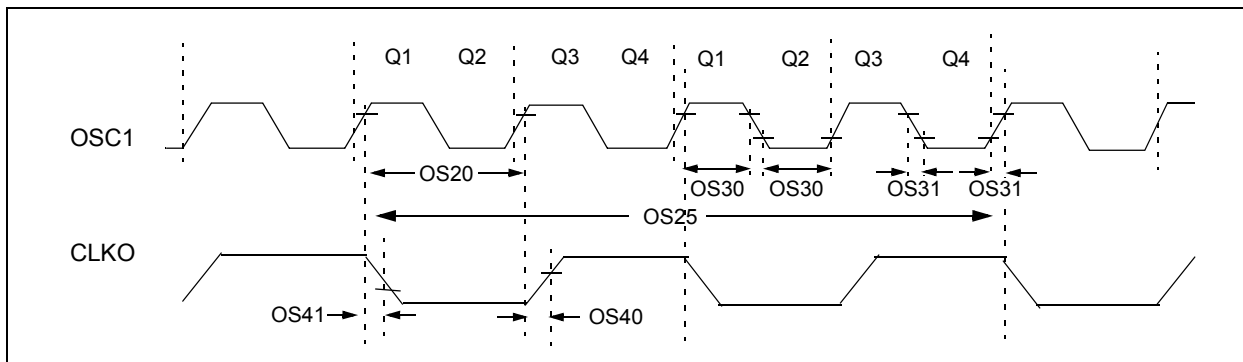 Q1 Q2 Q3 Q4 Q1 Q2 Q3 Q4
OSC1
OS20 OS30 OS30 OS31 OS31
OS25
CLKO
OS41 OS40